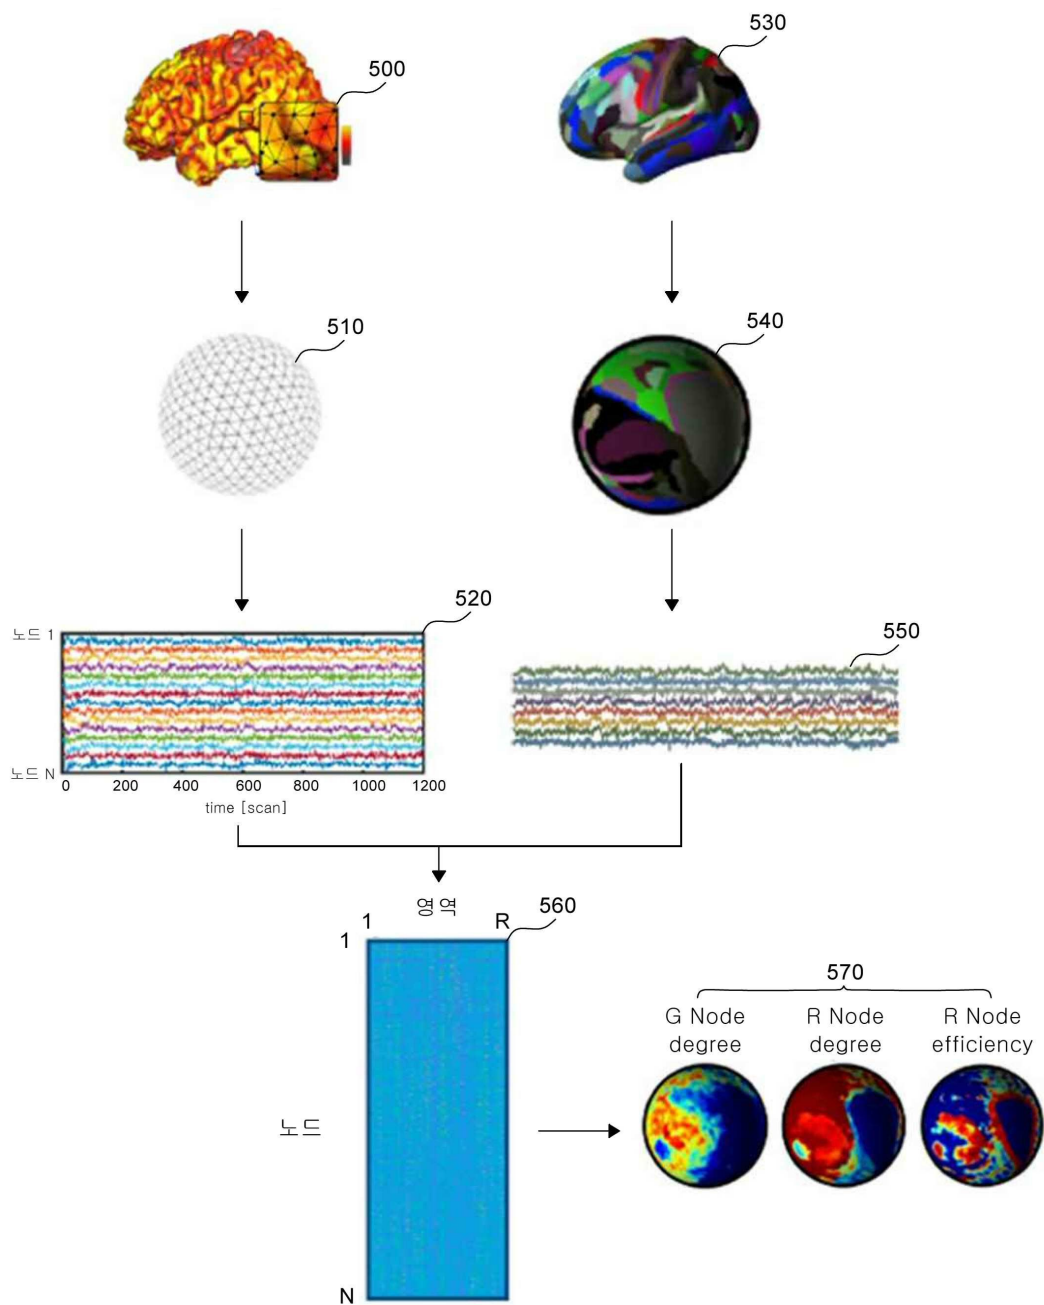 530
500
510
540
520
노드 1
550
노드 N
0 200 400 600 800 1000 1200
time [scan]
영역
560
1 R
1
570
G Node degree
R Node degree
R Node efficiency
노드
N